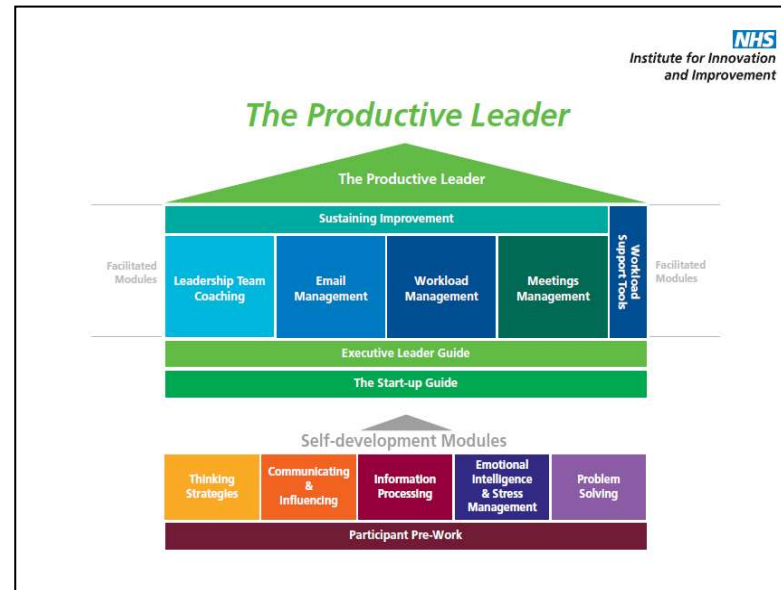 NHS
Institute for Innovation
and Improvement
The Productive Leader
The Productive Leader
Sustaining Improvement
Facilitated
Modules
Leadership Team
Coaching
Email
Management
Workload
Management
Meetings
Management
Workload
Support Tools
Facilitated
Modules
Executive Leader Guide
The Start-up Guide
Self-development Modules
Thinking
Strategies
Communicating
&
Influencing
Information
Processing
Emotional
Intelligence
& Stress
Management
Problem
Solving
Participant Pre-Work